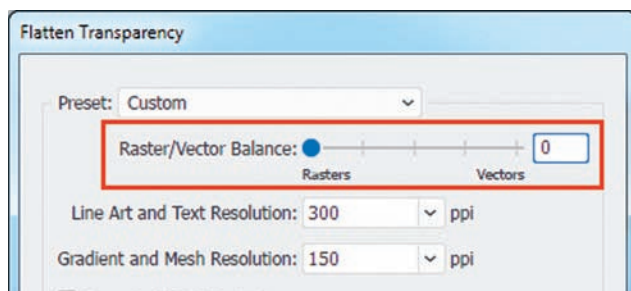 Flatten Transparency
Preset: Custom
Raster/Vector Balance: 0
Rasters Vectors
Line Art and Text Resolution: 300 ppi
Gradient and Mesh Resolution: 150 ppi